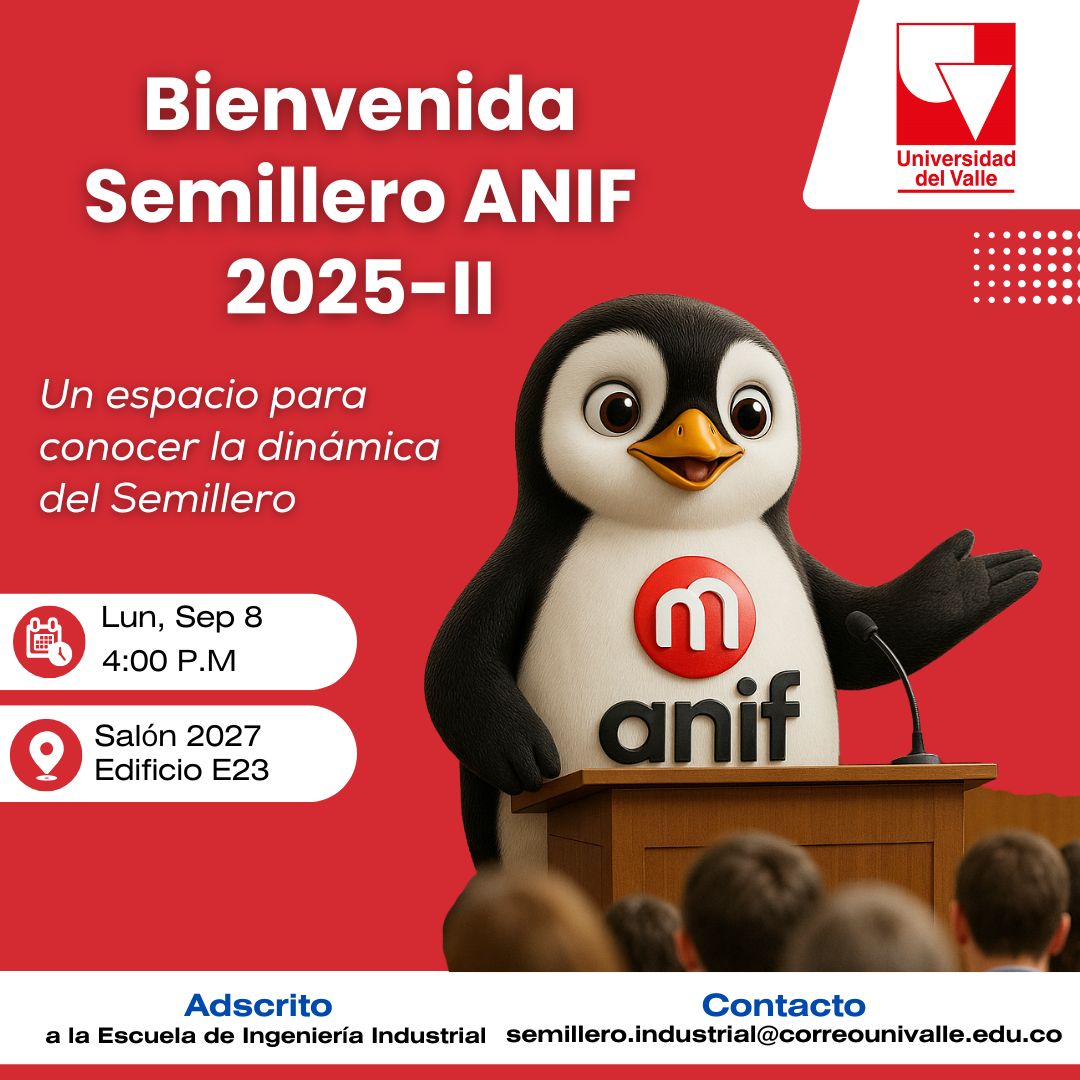 Bienvenida
Semillero ANIF
2025-II
Universidad
del Valle
Un espacio para
conocer la dinámica
del Semillero
Lun, Sep 8
4:00 P.M
Salón 2027
Edificio E23
m
anif
Adscrito
a la Escuela de Ingeniería Industrial
Contacto
semillero.industrial@correounivalle.edu.co